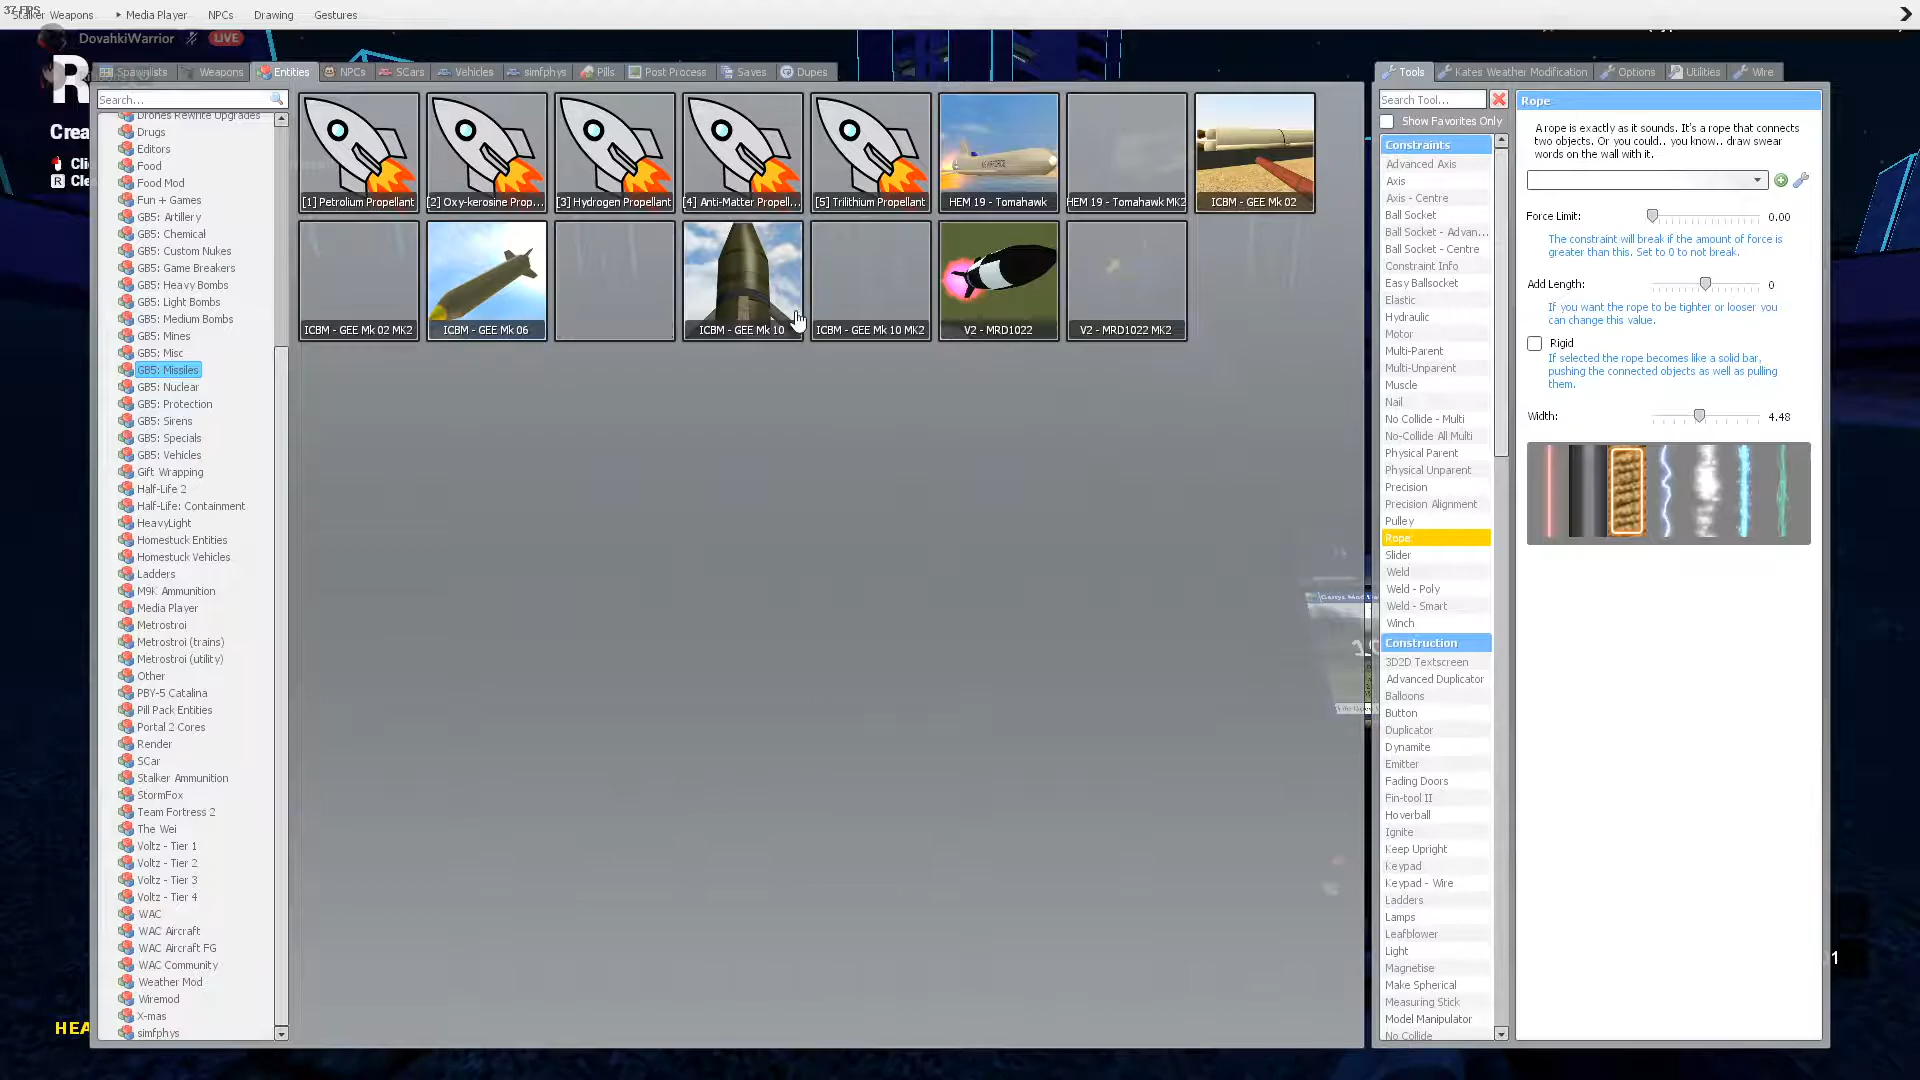 37 FPS
Stalker Weapons
Media Player
NPCs
Drawing
Gestures
DovahkiWarrior
LIVE
R
Crea
Cli
R Cle
HEA
Spawnlists
Weapons
Entities
NPCs
SCars
Vehicles
simfphys
Pills
Post Process
Saves
Dupes
Search...
Drones Rewrite Upgrades
Drugs
Editors
Food
Food Mod
Fun + Games
GB5: Artillery
GB5: Chemical
GB5: Custom Nukes
GB5: Game Breakers
GB5: Heavy Bombs
GB5: Light Bombs
GB5: Medium Bombs
GB5: Mines
GB5: Misc
GB5: Missiles
GB5: Nuclear
GB5: Protection
GB5: Sirens
GB5: Specials
GB5: Vehicles
Gift Wrapping
Half-Life 2
Half-Life: Containment
HeavyLight
Homestuck Entities
Homestuck Vehicles
Ladders
M9K Ammunition
Media Player
Metrostroi
Metrostroi (trains)
Metrostroi (utility)
Other
PBY-5 Catalina
Pill Pack Entities
Portal 2 Cores
Render
SCar
Stalker Ammunition
StormFox
Team Fortress 2
The Wei
Voltz - Tier 1
Voltz - Tier 2
Voltz - Tier 3
Voltz - Tier 4
WAC
WAC Aircraft
WAC Aircraft FG
WAC Community
Weather Mod
Wiremod
X-mas
simfphys
[1] Petrolium Propellant
[2] Oxy-kerosine Prop...
[3] Hydrogen Propellant
[4] Anti-Matter Propell...
[5] Trilithium Propellant
HEM 19 - Tomahawk
HEM 19 - Tomahawk MK2
ICBM - GEE Mk 02
ICBM - GEE Mk 02 MK2
ICBM - GEE Mk 06
ICBM - GEE Mk 10
ICBM - GEE Mk 10 MK2
V2 - MRD1022
V2 - MRD1022 MK2
Tools
Kates Weather Modification
Options
Utilities
Wire
Search Tool...
Show Favorites Only
Constraints
Advanced Axis
Axis
Axis - Centre
Ball Socket
Ball Socket - Advan...
Ball Socket - Centre
Constraint Info
Easy Ballsocket
Elastic
Hydraulic
Motor
Multi-Parent
Multi-Unparent
Muscle
Nail
No Collide - Multi
No-Collide All Multi
Physical Parent
Physical Unparent
Precision
Precision Alignment
Pulley
Rope
Slider
Weld
Weld - Poly
Weld - Smart
Winch
Construction
3D2D Textscreen
Advanced Duplicator
Balloons
Button
Duplicator
Dynamite
Emitter
Fading Doors
Fin-tool II
Hoverball
Ignite
Keep Upright
Keypad
Keypad - Wire
Ladders
Lamps
Leafblower
Light
Magnetise
Make Spherical
Measuring Stick
Model Manipulator
No Collide
Rope
A rope is exactly as it sounds. It's a rope that connects
two objects. Or you could.. you know.. draw swear
words on the wall with it.
Force Limit:
0.00
The constraint will break if the amount of force is
greater than this. Set to 0 to not break.
Add Length:
0
If you want the rope to be tighter or looser you
can change this value.
Rigid
If selected the rope becomes like a solid bar,
pushing the connected objects as well as pulling
them.
Width:
4.48
1